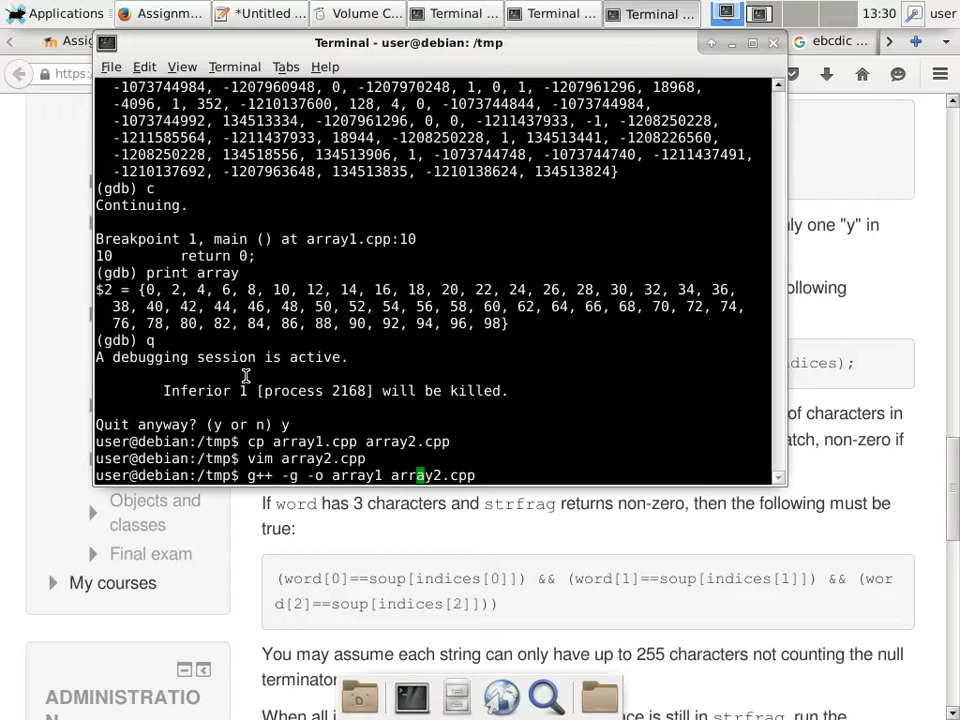 Applications
Assignm...
*Untitled ...
Volume C...
Terminal ...
Terminal ...
Terminal ...
13:30
user
Assig
ebcdic
Terminal - user@debian: /tmp
https:
File Edit View Terminal Tabs Help
-1073744984, -1207960948, 0, -1207970248, 1, 0, 1, -1207961296, 18968,
-4096, 1, 352, -1210137600, 128, 4, 0, -1073744844, -1073744984,
-1073744992, 134513334, -1207961296, 0, 0, -1211437933, -1, -1208250228,
-1211585564, -1211437933, 18944, -1208250228, 1, 134513441, -1208226560,
-1208250228, 134518556, 134513906, 1, -1073744748, -1073744740, -1211437491,
-1210137692, -1207963648, 134513835, -1210138624, 134513824}
(gdb) c
Continuing.
Breakpoint 1, main () at array1.cpp:10
10 return 0;
(gdb) print array
$2 = {0, 2, 4, 6, 8, 10, 12, 14, 16, 18, 20, 22, 24, 26, 28, 30, 32, 34, 36,
38, 40, 42, 44, 46, 48, 50, 52, 54, 56, 58, 60, 62, 64, 66, 68, 70, 72, 74,
76, 78, 80, 82, 84, 86, 88, 90, 92, 94, 96, 98}
(gdb) q
A debugging session is active.
Inferior 1 [process 2168] will be killed.
Quit anyway? (y or n) y
user@debian:/tmp$ cp array1.cpp array2.cpp
user@debian:/tmp$ vim array2.cpp
user@debian:/tmp$ g++ -g -o array1 array2.cpp
nly one "y" in
ollowing
dices);
of characters in
atch, non-zero if
Objects and
classes
Final exam
My courses
ADMINISTRATIO
N
If word has 3 characters and strfrag returns non-zero, then the following must be
true:
(word[0]==soup[indices[0]]) && (word[1]==soup[indices[1]]) && (wor
d[2]==soup[indices[2]]))
You may assume each string can only have up to 255 characters not counting the null
terminator
When all i
ce is still in strfrag, run the